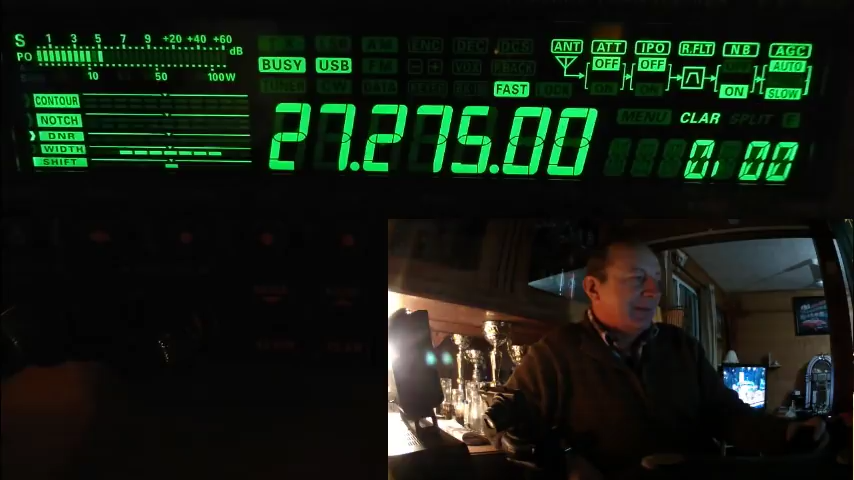 S 1 3 5 7 9 +20 +40 +60 dB
PO 10 50 100W
BUSY USB
FAST
ANT ATT IPO R.FLT NB AGC
OFF OFF AUTO
ON SLOW
CONTOUR
NOTCH
DNR
WIDTH
SHIFT
27.275.00
MENU CLAR SPLIT
0. 00